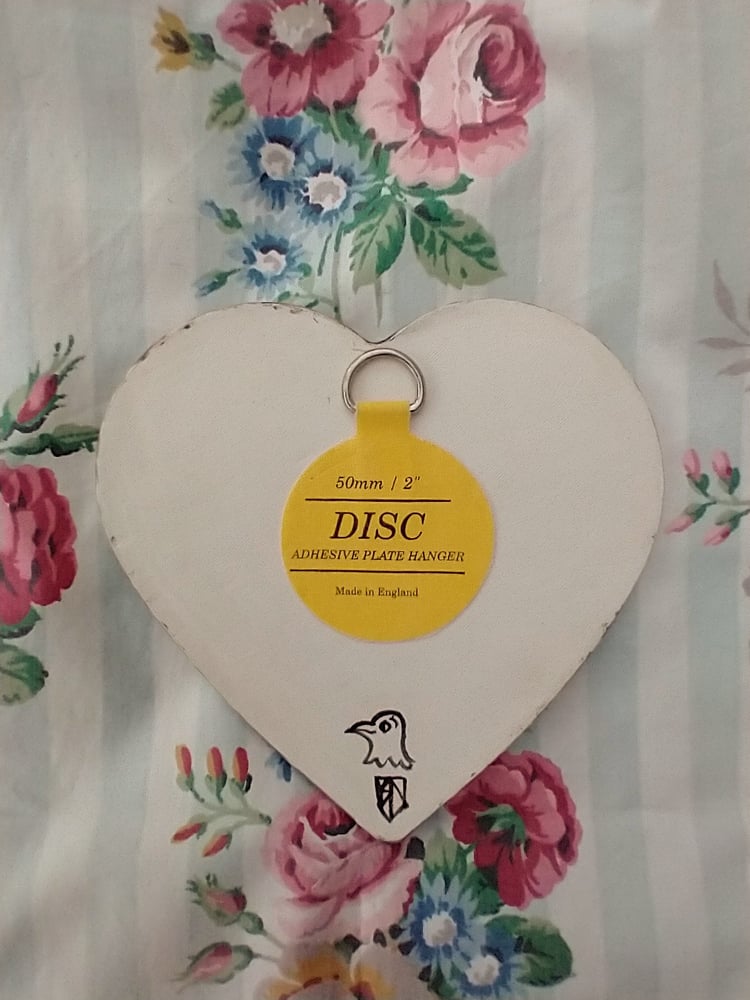 50mm / 2"
DISC
ADHESIVE PLATE HANGER
Made in England